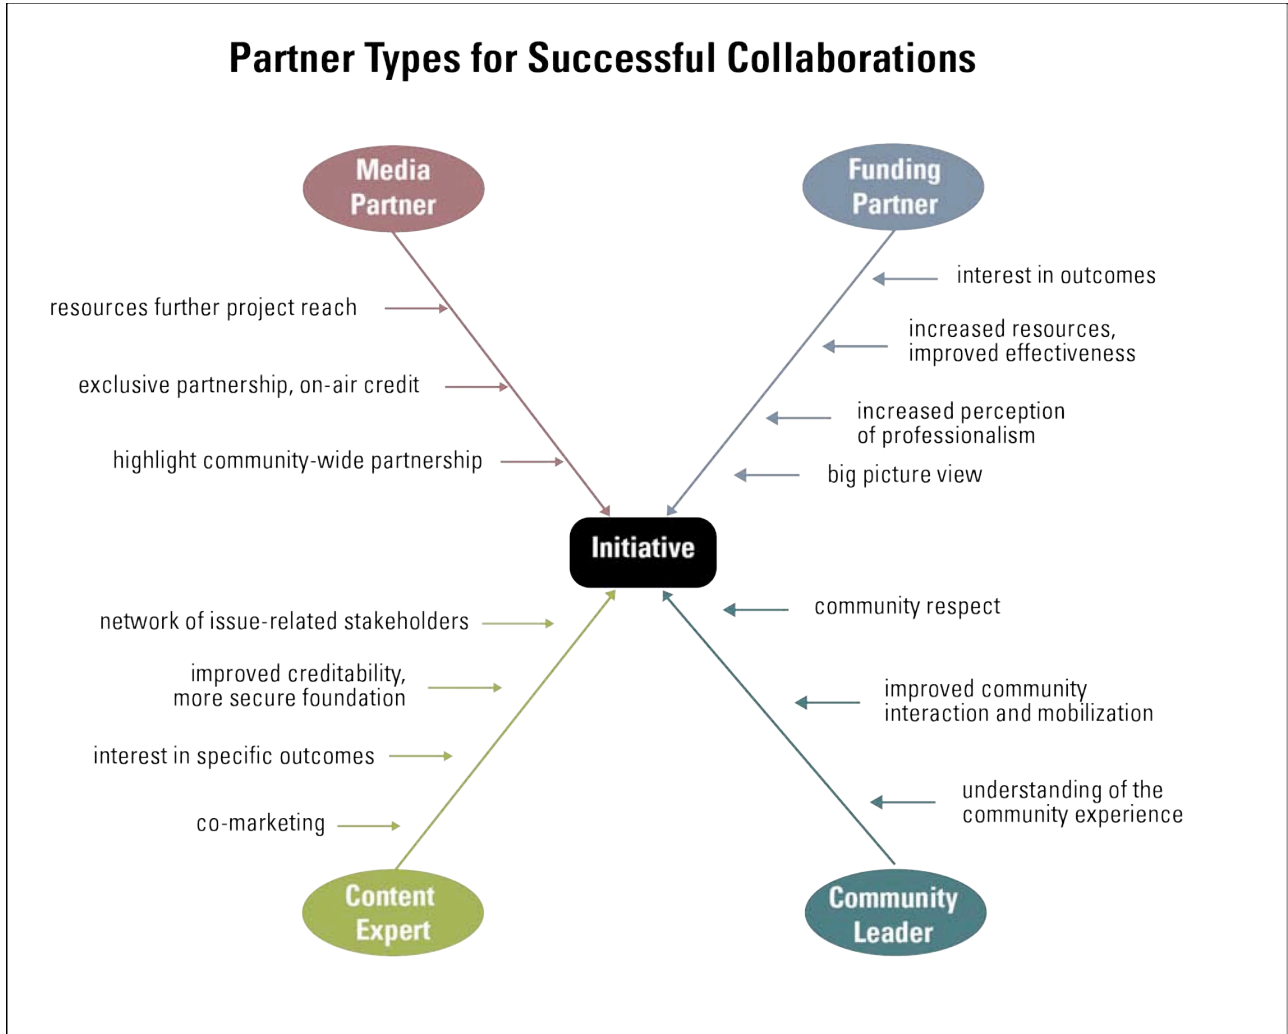 Partner Types for Successful Collaborations
Media
Partner
resources further project reach
exclusive partnership, on-air credit
highlight community-wide partnership
Funding
Partner
interest in outcomes
increased resources,
improved effectiveness
increased perception
of professionalism
big picture view
Initiative
network of issue-related stakeholders
improved creditability,
more secure foundation
interest in specific outcomes
co-marketing
Content
Expert
community respect
improved community
interaction and mobilization
understanding of the
community experience
Community
Leader